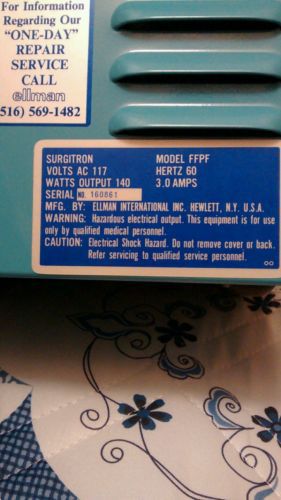 For Information
Regarding Our
"ONE-DAY"
REPAIR
SERVICE
CALL
ellman
516) 569-1482
SURGITRON MODEL FFPF
VOLTS AC 117 HERTZ 60
WATTS OUTPUT 140 3.0 AMPS
SERIAL NO. 160861
MFG. BY: ELLMAN INTERNATIONAL INC. HEWLETT, N.Y. U.S.A.
WARNING: Hazardous electrical output. This equipment is for use
only by qualified medical personnel.
CAUTION: Electrical Shock Hazard. Do not remove cover or back.
Refer servicing to qualified service personnel.